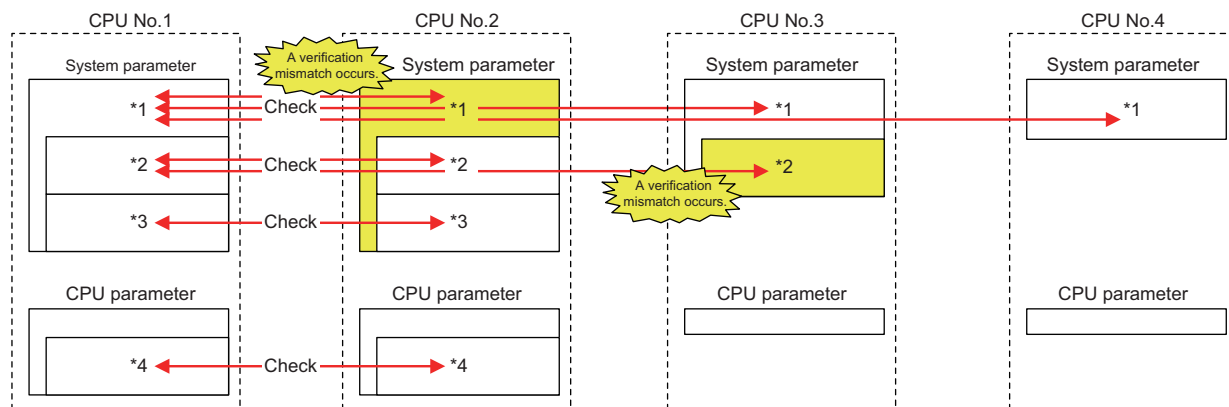 CPU No.1 CPU No.2 CPU No.3 CPU No.4
A verification
mismatch occurs.
System parameter System parameter System parameter System parameter
*1 Check *1 *1 *1
*2 Check *2 *2
A verification
mismatch occurs.
*3 Check *3
CPU parameter CPU parameter CPU parameter CPU parameter
*4 Check *4